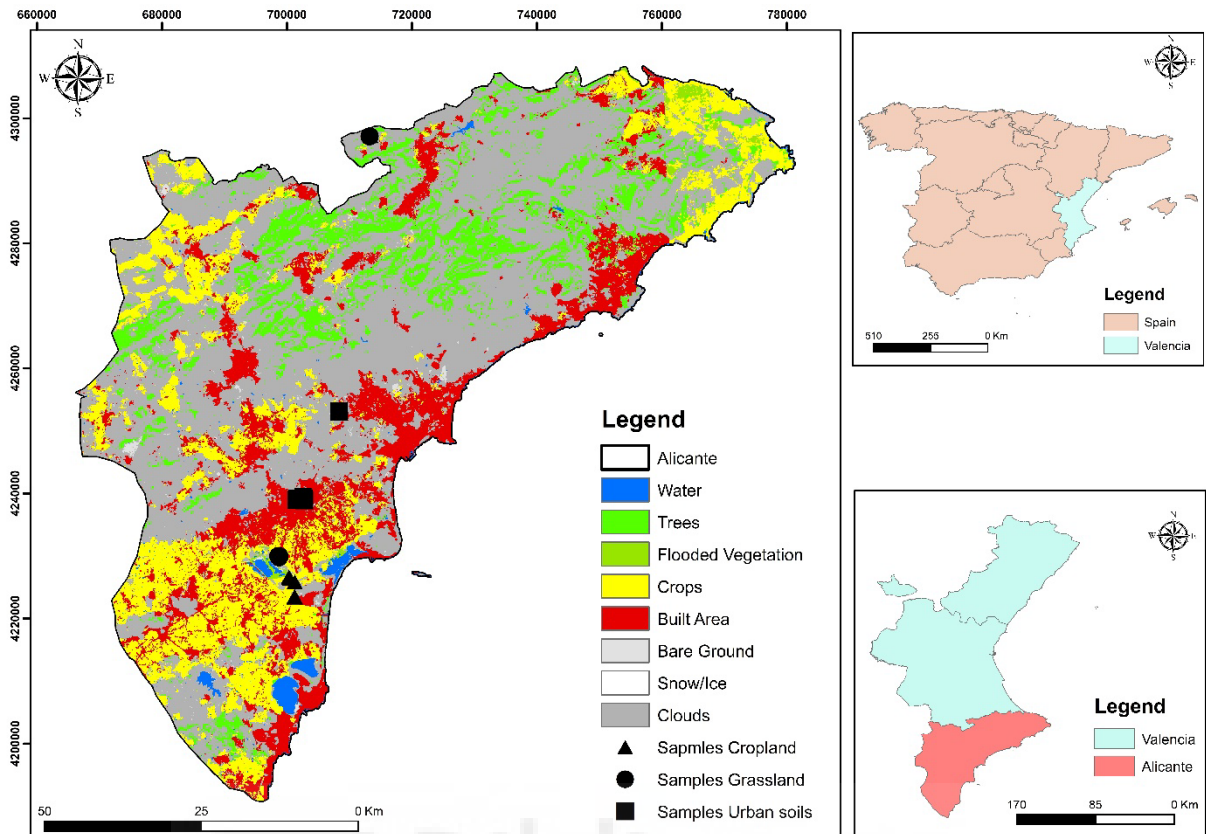 660000 680000 700000 720000 740000 760000 780000
N
W E
S
4300000
4280000
4260000
4240000
4220000
4200000
Legend
Alicante
Water
Trees
Flooded Vegetation
Crops
Built Area
Bare Ground
Snow/Ice
Clouds
Sapmles Cropland
Samples Grassland
Samples Urban soils
50 25 0 Km
N
W E
S
Legend
Spain
Valencia
510 255 0 Km
N
W E
S
Legend
Valencia
Alicante
170 85 0 Km